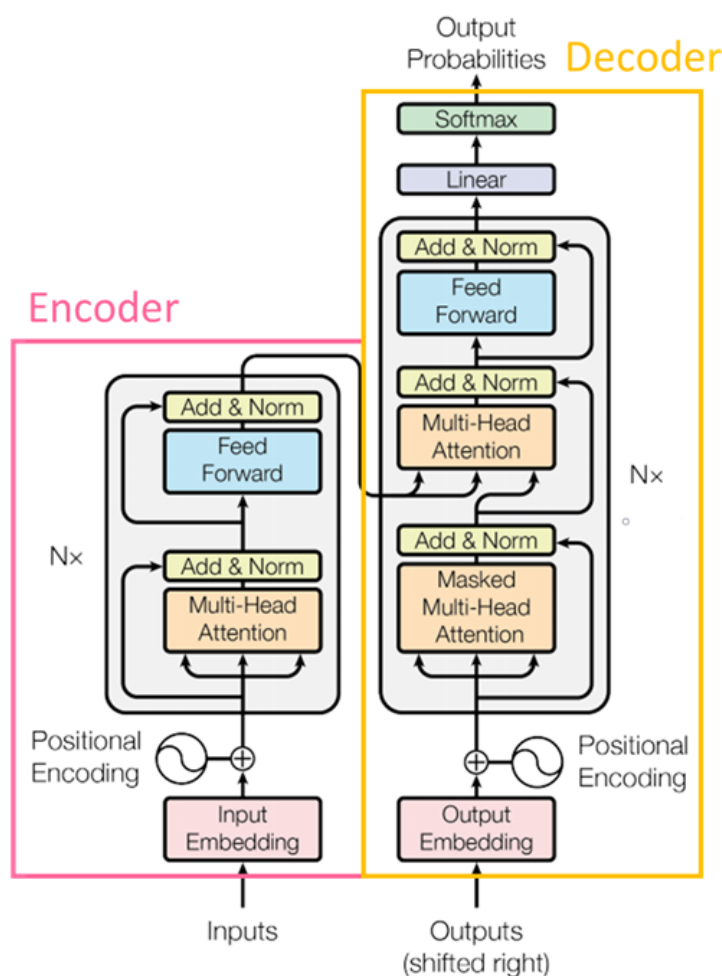 Output
Probabilities
Decoder
Softmax
Linear
Add & Norm
Feed
Forward
Add & Norm
Multi-Head
Attention
N×
Add & Norm
Masked
Multi-Head
Attention
Positional
Encoding
Output
Embedding
Outputs
(shifted right)
Encoder
Add & Norm
Feed
Forward
N×
Add & Norm
Multi-Head
Attention
Positional
Encoding
Input
Embedding
Inputs